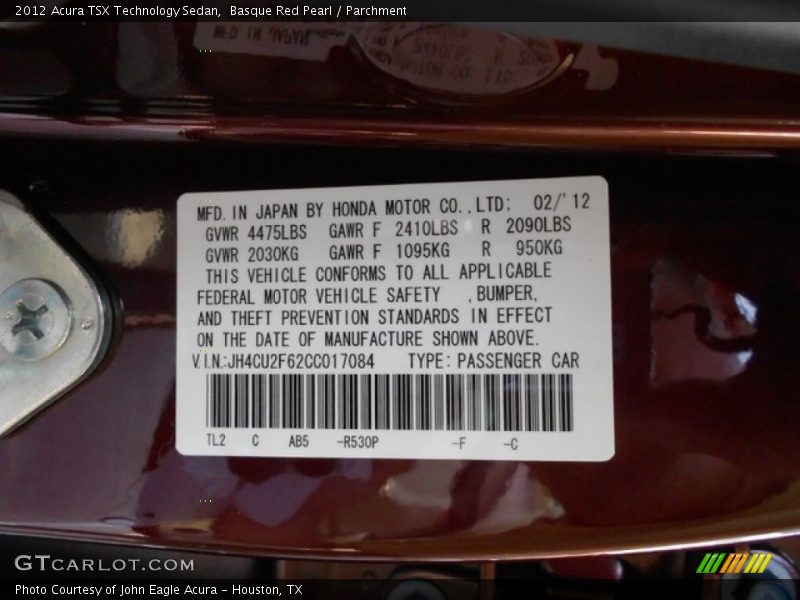 2012 Acura TSX Technology Sedan,  Basque Red Pearl / Parchment
MFD. IN JAPAN BY HONDA MOTOR CO., LTD: 02/'12
GVWR 4475LBS GAWR F 2410LBS R 2090LBS
GVWR 2030KG GAWR F 1095KG R 950KG
THIS VEHICLE CONFORMS TO ALL APPLICABLE
FEDERAL MOTOR VEHICLE SAFETY , BUMPER,
AND THEFT PREVENTION STANDARDS IN EFFECT
ON THE DATE OF MANUFACTURE SHOWN ABOVE.
V.I.N.:JH4CU2F62CC017084 TYPE: PASSENGER CAR
TL2 C AB5 -R530P -F -C
GTCARLOT.COM
Photo Courtesy of John Eagle Acura - Houston, TX